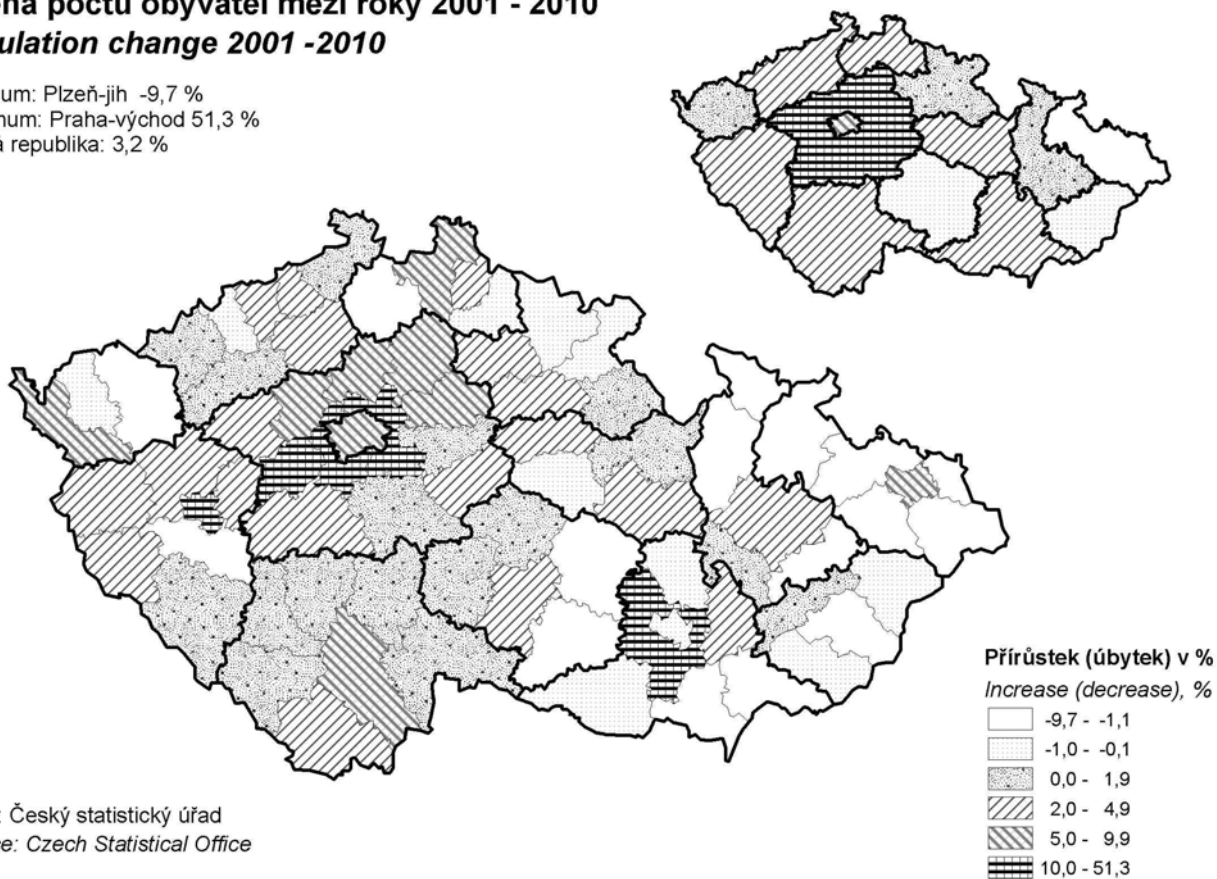 ena počtu obyvatel mezi roky 2001 - 2010
ulation change 2001 -2010
um: Plzeň-jih -9,7 %
num: Praha-východ 51,3 %
á republika: 3,2 %
Přírůstek (úbytek) v %
Increase (decrease), %
-9,7 - -1,1
-1,0 - -0,1
0,0 - 1,9
2,0 - 4,9
5,0 - 9,9
10,0 - 51,3
: Český statistický úřad
ce: Czech Statistical Office